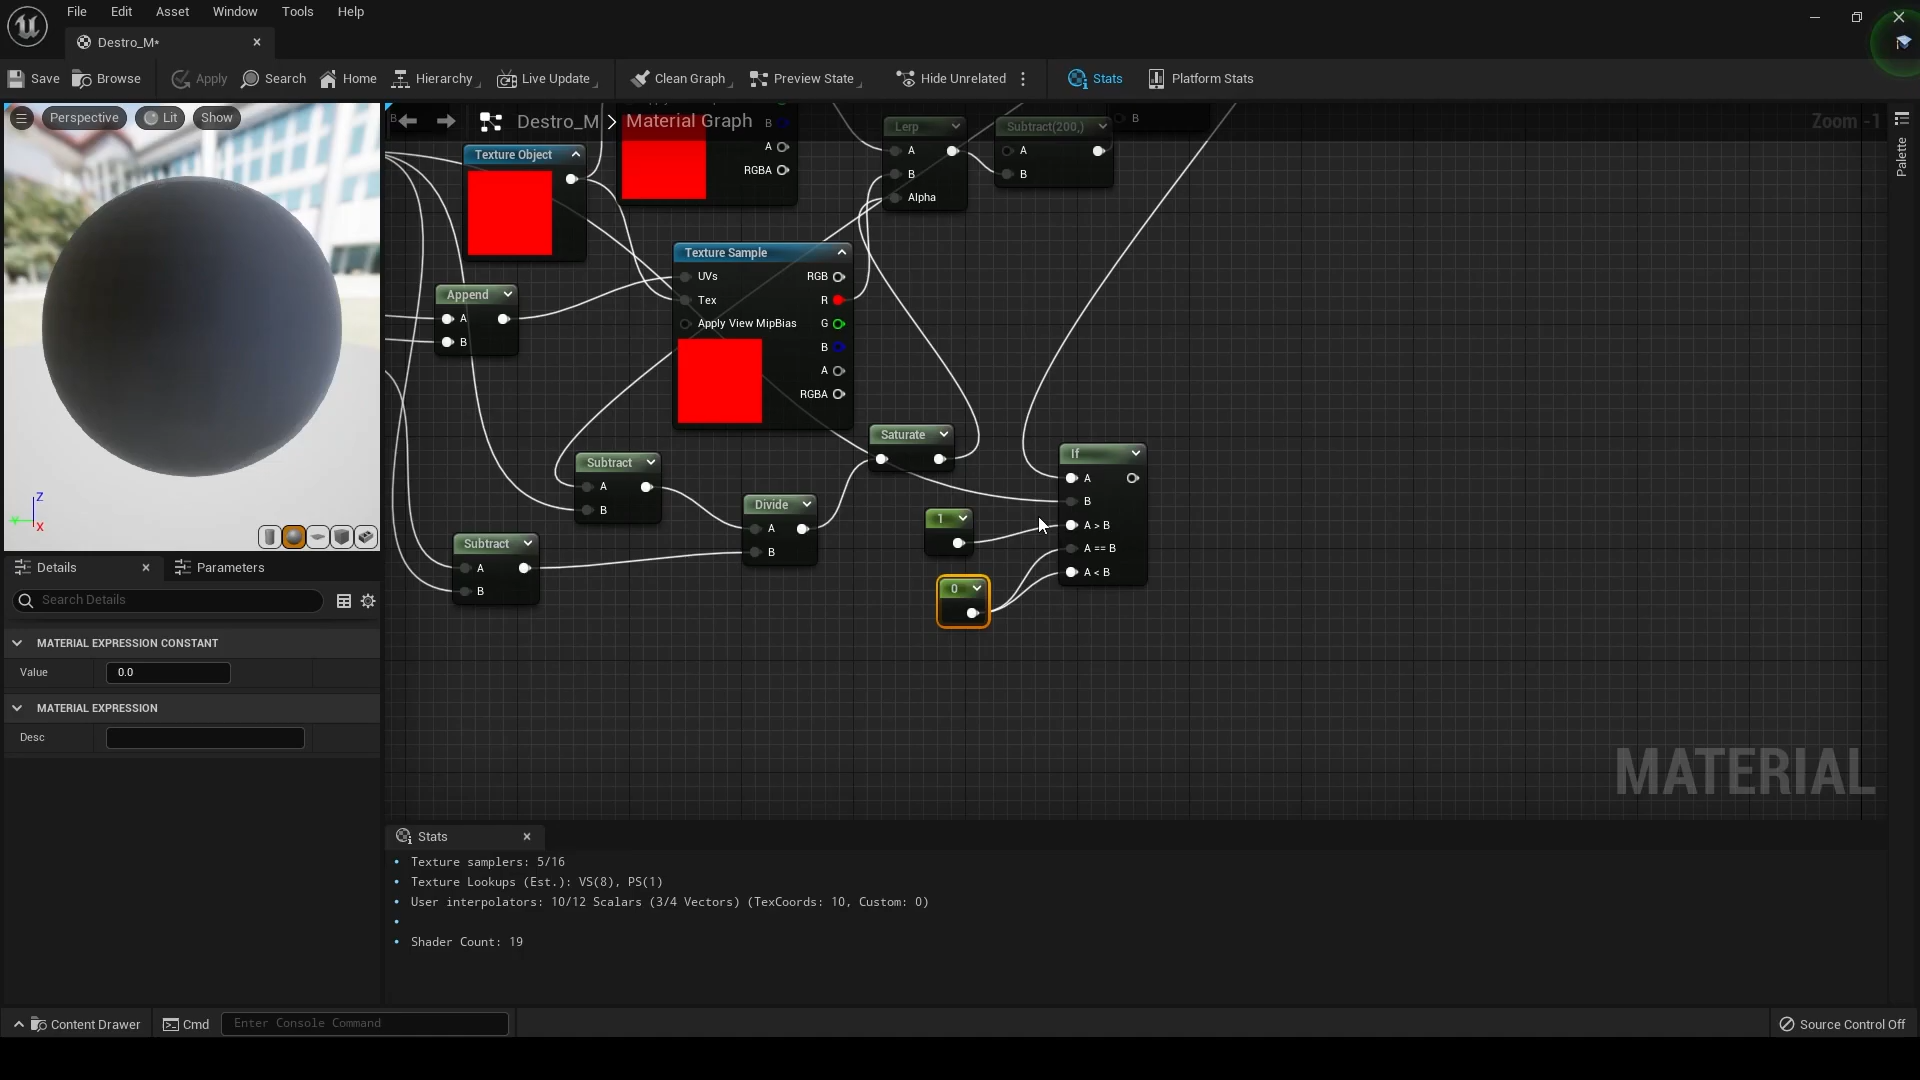 File Edit Asset Window Tools Help
Destro_M*
Save Browse Apply Search Home Hierarchy Live Update Clean Graph Preview State Hide Unrelated Stats Platform Stats
Perspective Lit Show
Destro_M > Material Graph
Zoom -1
Palette
B
A
RGBA
Lerp
A
B
Alpha
Subtract(200,)
A
B
B
Texture Object
Texture Sample
UVs RGB
Tex R
Apply View MipBias G
B
A
RGBA
Append
A
B
Saturate
Subtract
A
B
Divide
A
B
Subtract
A
B
1
0
If
A
B
A > B
A == B
A < B
MATERIAL
Z
X
Details Parameters
Search Details
MATERIAL EXPRESSION CONSTANT
Value 0.0
MATERIAL EXPRESSION
Desc
Stats
Texture samplers: 5/16
Texture Lookups (Est.): VS(8), PS(1)
User interpolators: 10/12 Scalars (3/4 Vectors) (TexCoords: 10, Custom: 0)
Shader Count: 19
Content Drawer Cmd Enter Console Command Source Control Off